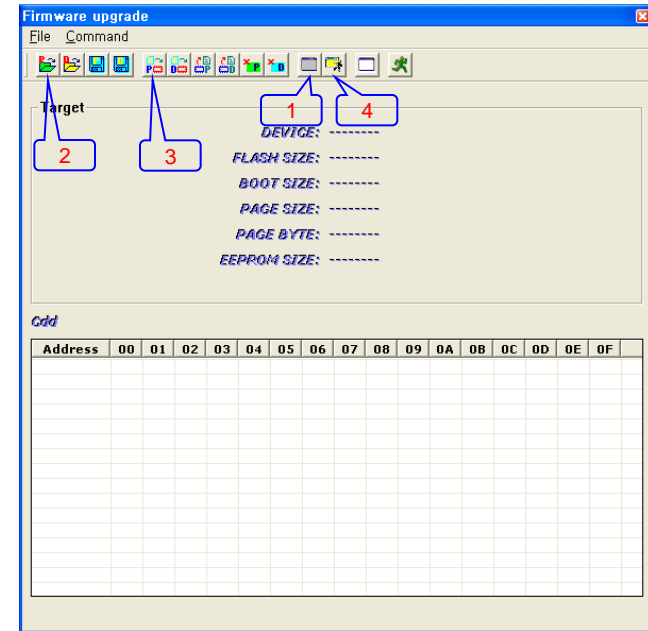 Firmware upgrade
File Command
P D P D P D
1 4
2 3
Target
DEVICE: --------
FLASH SIZE: --------
BOOT SIZE: --------
PAGE SIZE: --------
PAGE BYTE: --------
EEPROM SIZE: --------
Cdd
Address 00 01 02 03 04 05 06 07 08 09 0A 0B 0C 0D 0E 0F